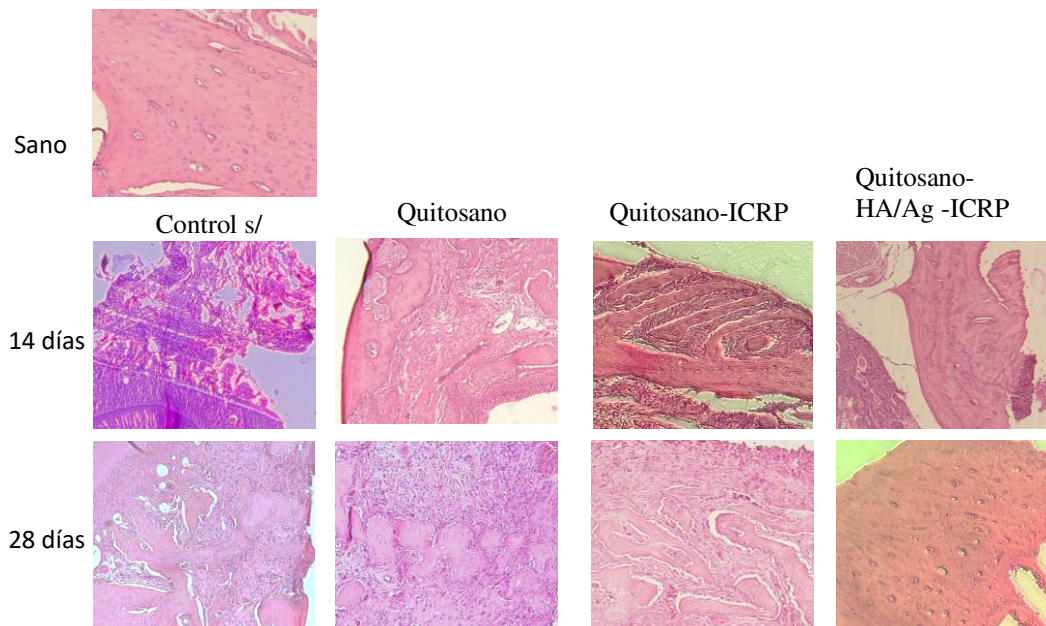 Sano
Control s/
Quitosano
Quitosano-ICRP
Quitosano-
HA/Ag -ICRP
14 días
28 días